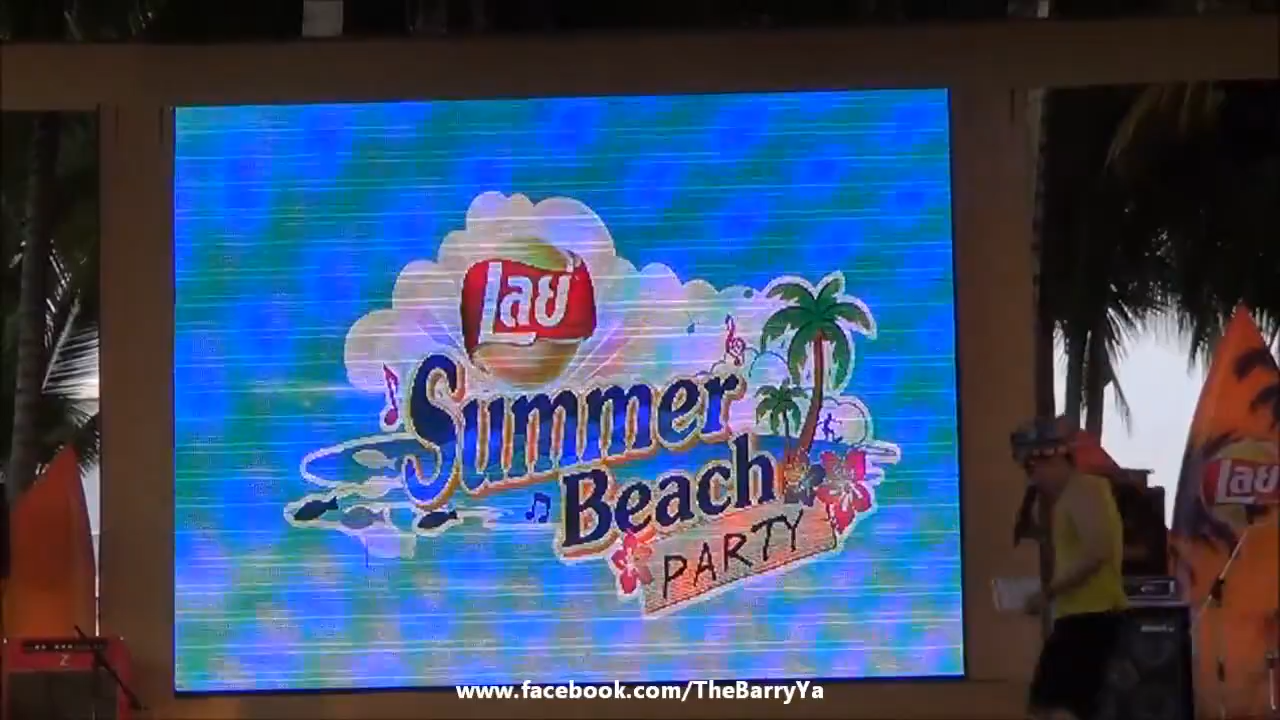 เลย์
Summer
Beach
PARTY
เลย์
www.facebook.com/TheBarryYa